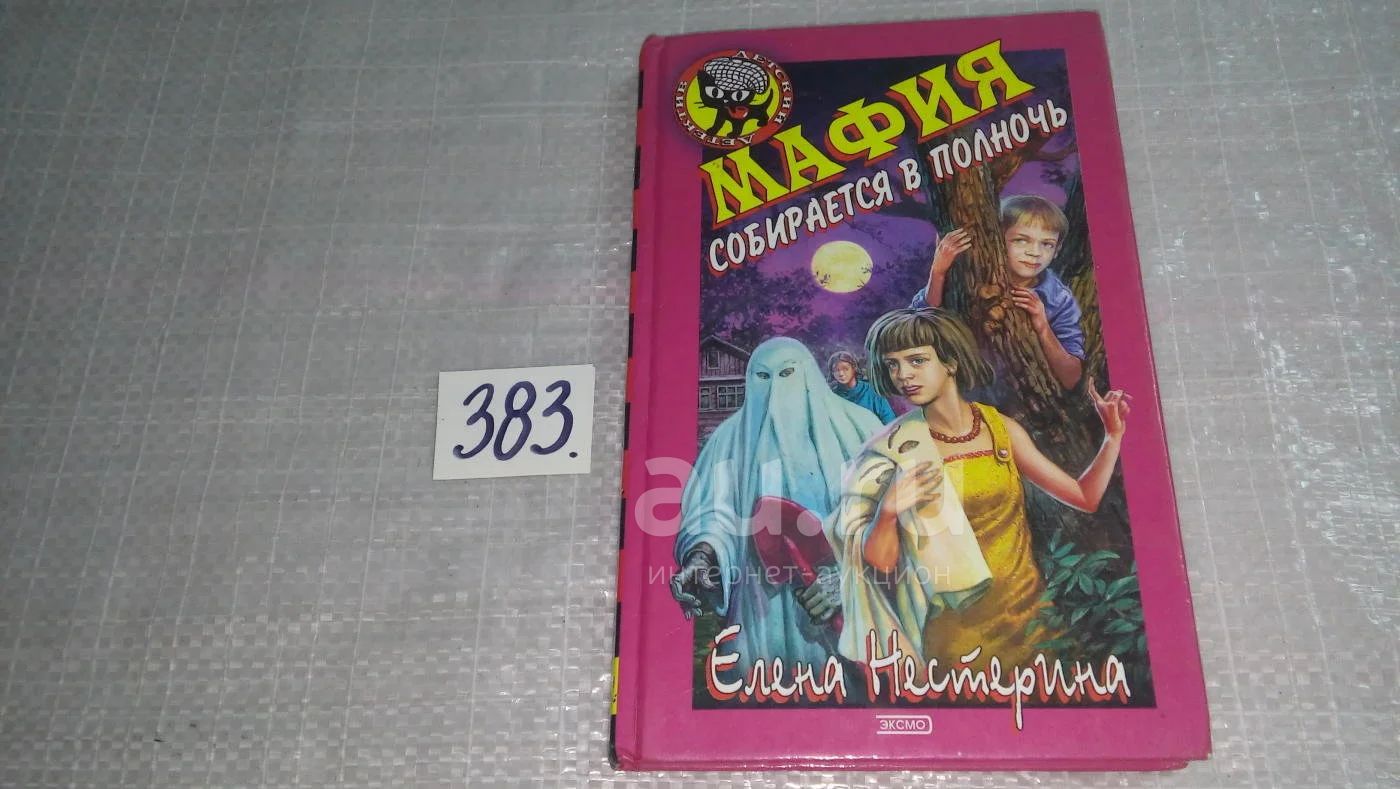 ДЕТСКИЙ ДЕТЕКТИВ
МАФИЯ
СОБИРАЕТСЯ В ПОЛНОЧЬ
383.
au.ru
интернет-аукцион
Елена Нестерина
ЭКСМО